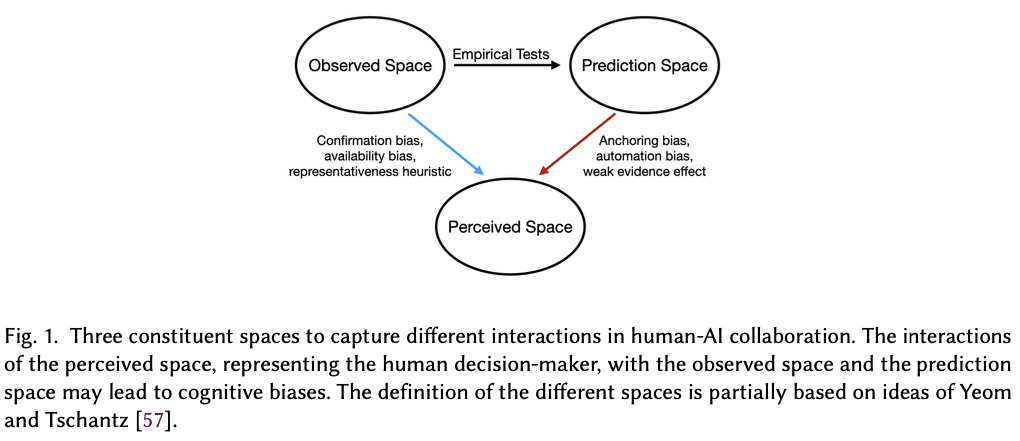 Observed Space
Empirical Tests
Prediction Space
Confirmation bias,
availability bias,
representativeness heuristic
Anchoring bias,
automation bias,
weak evidence effect
Perceived Space
Fig. 1. Three constituent spaces to capture different interactions in human-AI collaboration. The interactions
of the perceived space, representing the human decision-maker, with the observed space and the prediction
space may lead to cognitive biases. The definition of the different spaces is partially based on ideas of Yeom
and Tschantz [57].